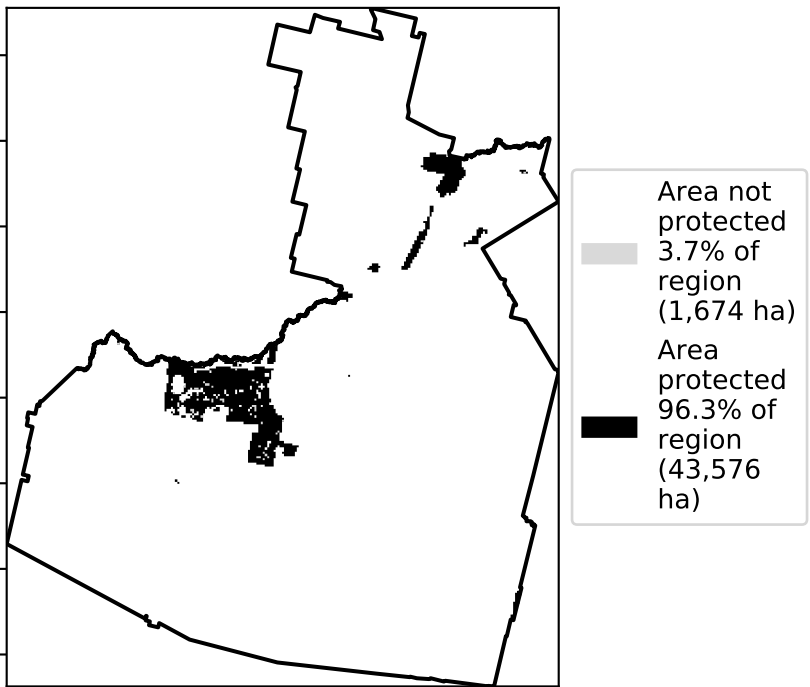 Area not
protected
3.7% of
region
(1,674 ha)
Area
protected
96.3% of
region
(43,576
ha)